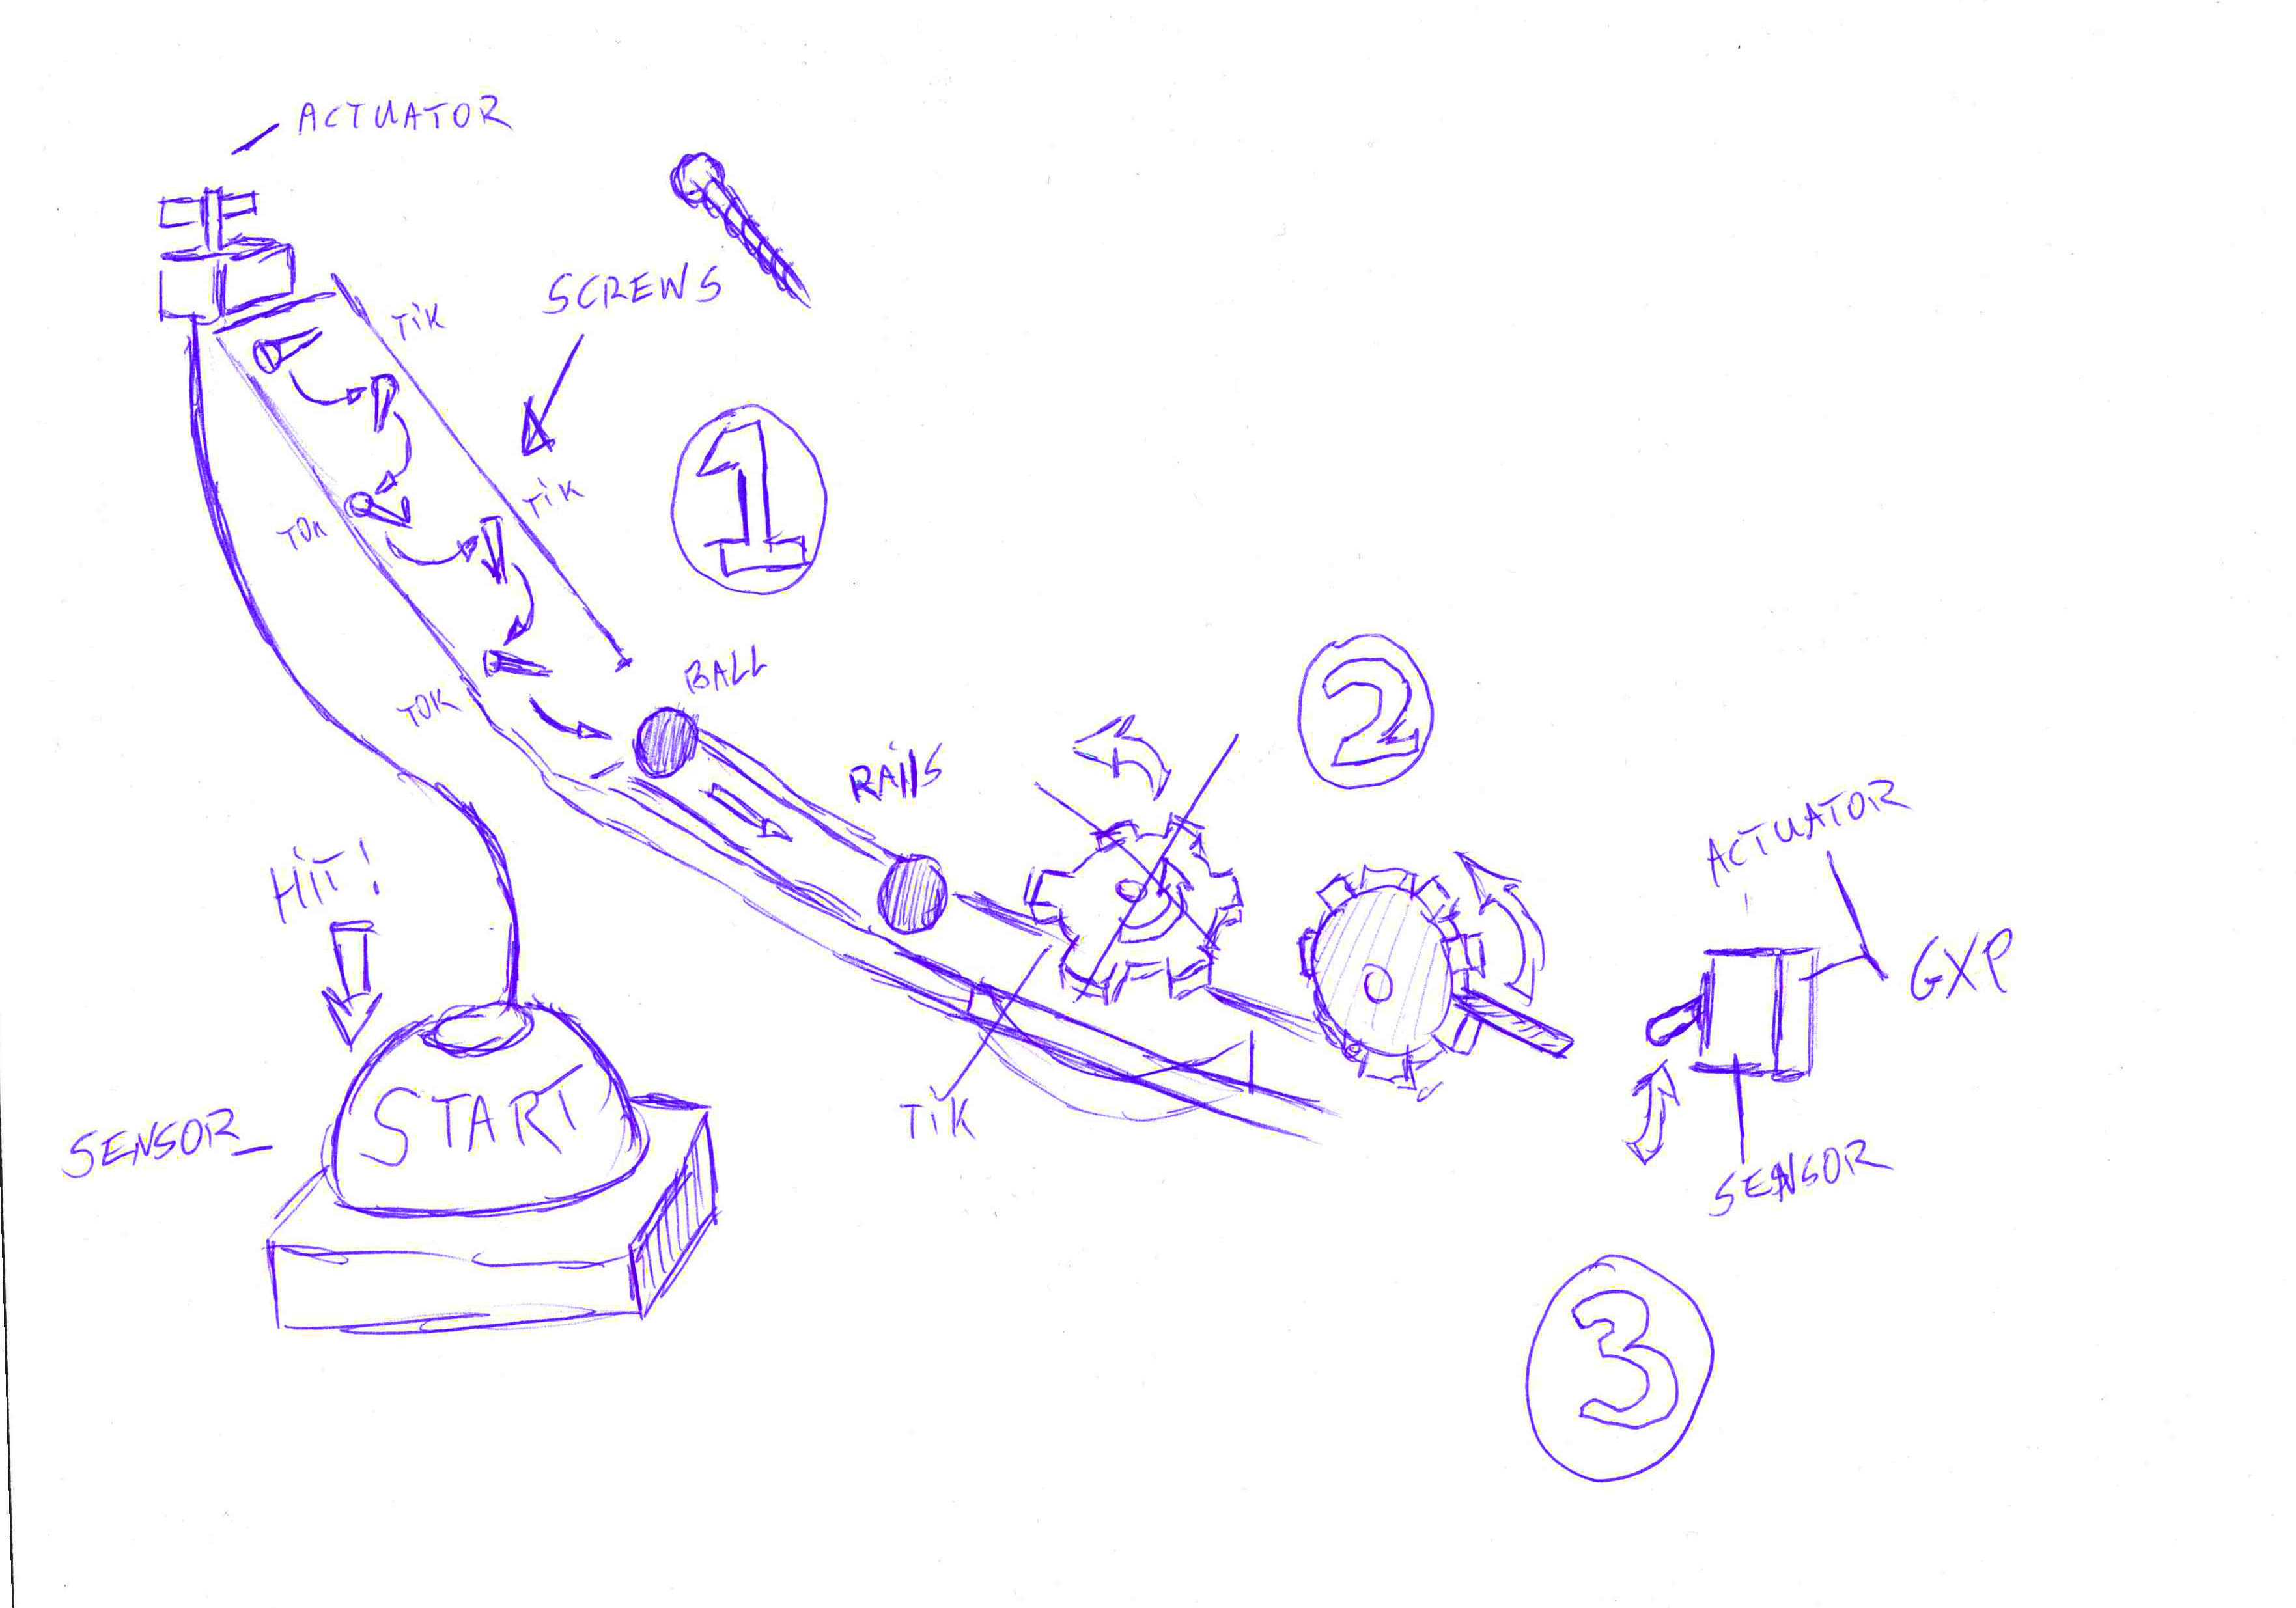 ACTUATOR
SCREWS
TiK
TiK
TOK
TOK
1
BALL
RAilS
2
HiT!
START
SENSOR
TiK
ACTUATOR
GXP
SENSOR
3